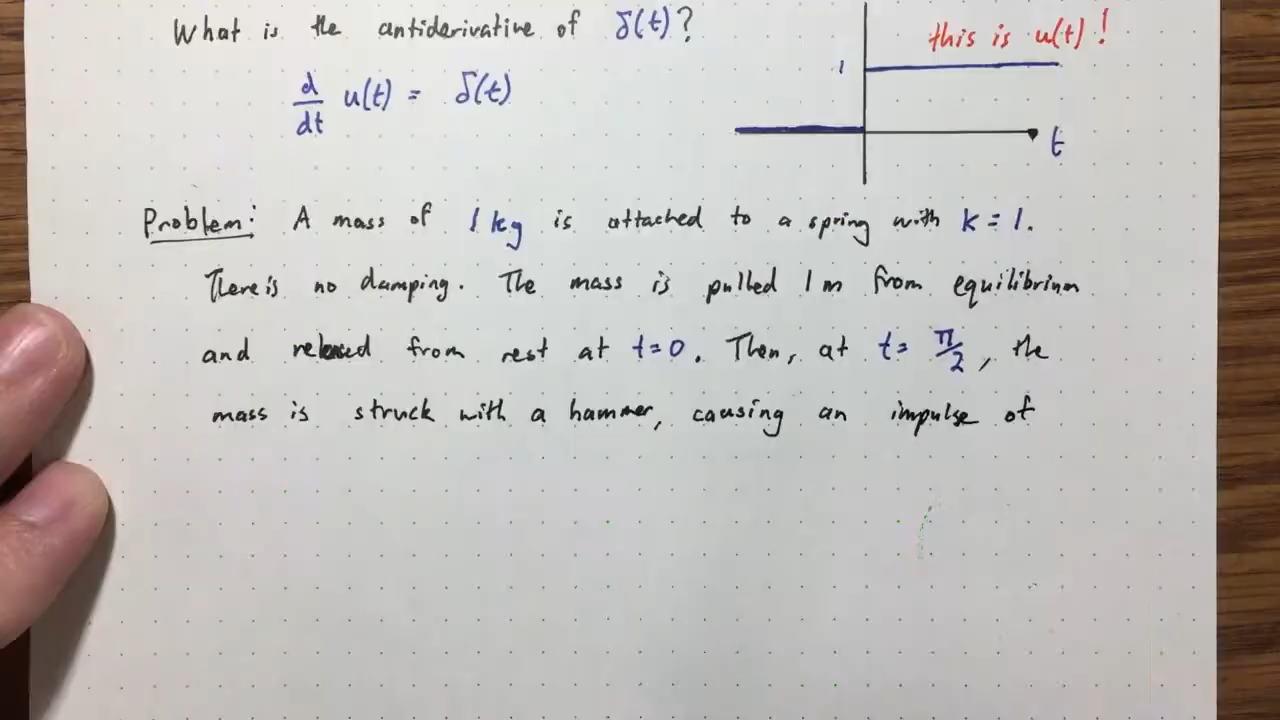 What is the antiderivative of δ(t)?
this is u(t)!
d/dt u(t) = δ(t)
1
t
Problem: A mass of 1 kg is attached to a spring with k = 1.
There is no damping. The mass is pulled 1 m from equilibrium
and released from rest at t=0. Then, at t= π/2, the
mass is struck with a hammer, causing an impulse of